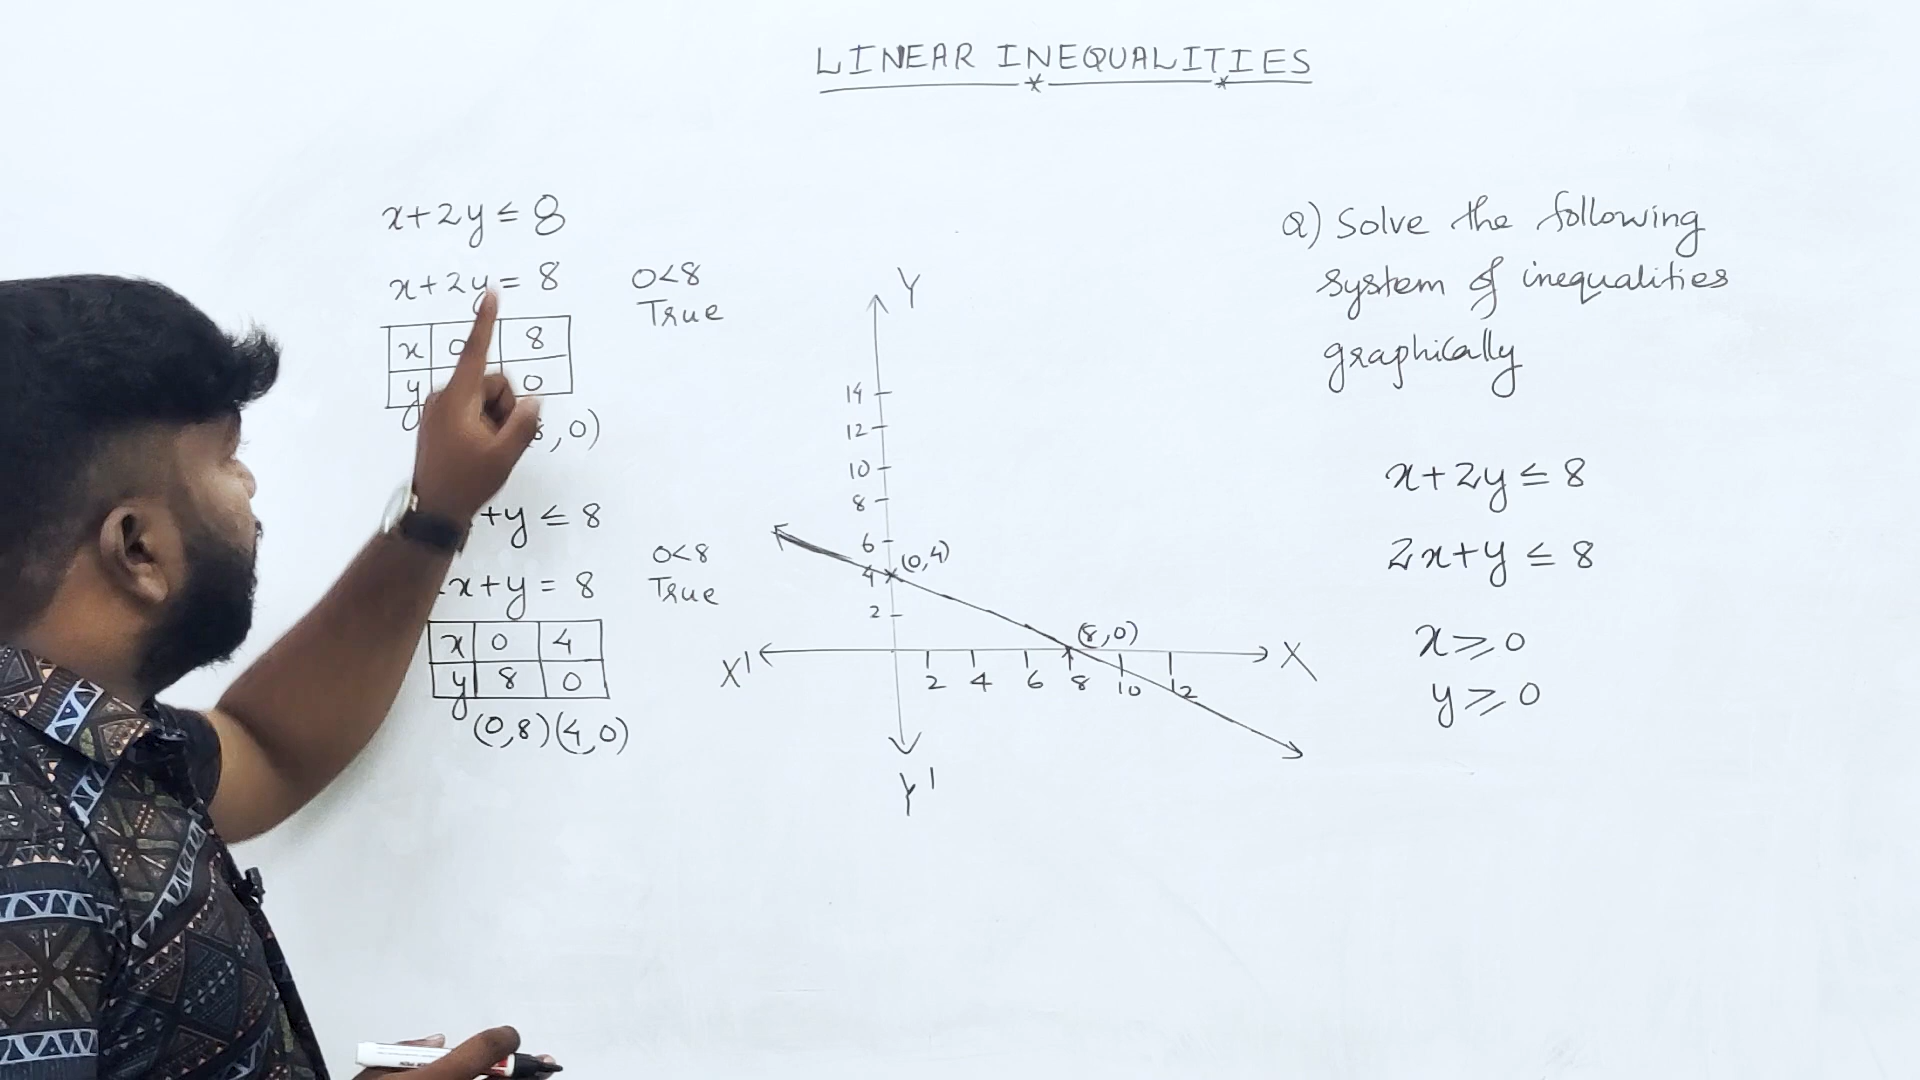 LINEAR INEQUALITIES
x+2y ≤ 8
x+2y = 8
0<8
True
x 8
y 0
,0)
+y ≤ 8
x+y = 8
0<8
True
x 0 4
y 8 0
(0,8) (4,0)
Y
14
12
10
8
6
4
(0,4)
2
(8,0)
X' X
2 4 6 8 10 12
Y'
Q) Solve the following
system of inequalities
graphically
x+2y ≤ 8
2x+y ≤ 8
x ≥ 0
y ≥ 0